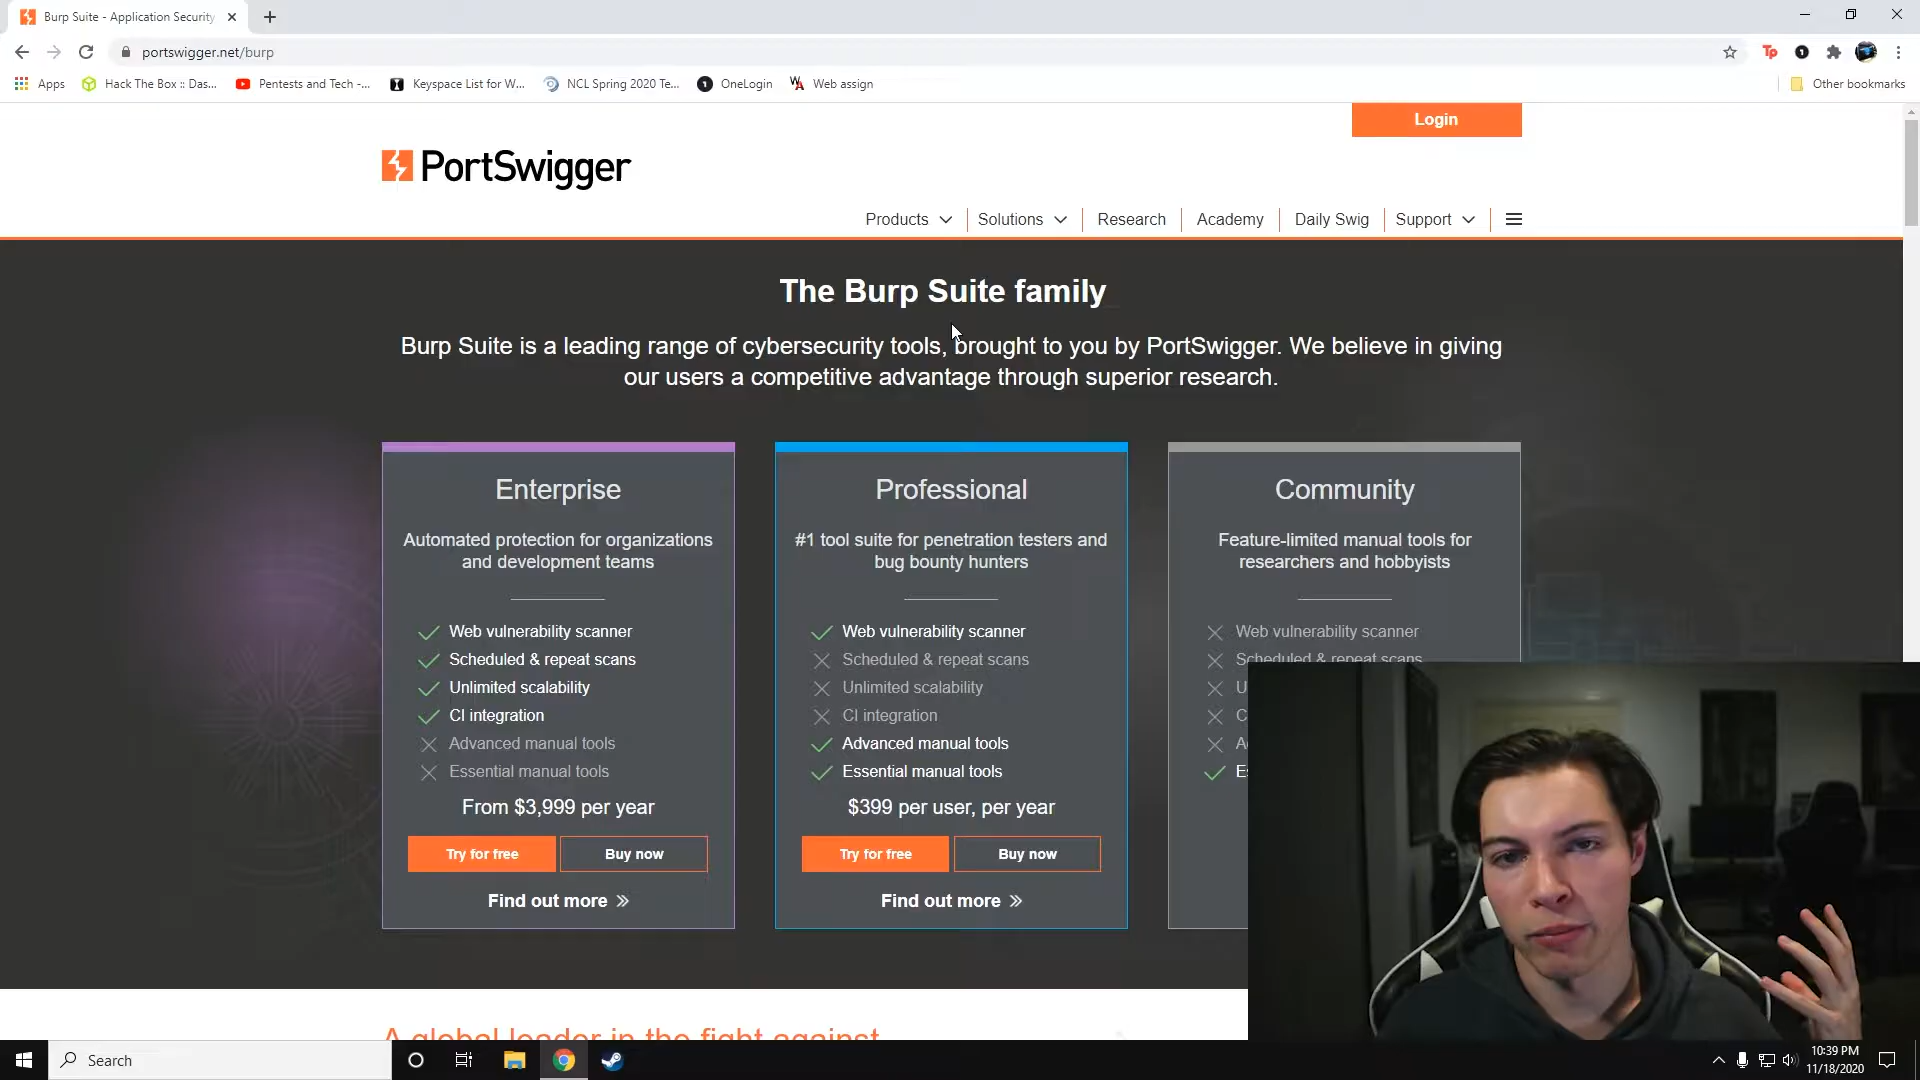 Burp Suite - Application Security
portswigger.net/burp
Apps
Hack The Box :: Das...
Pentests and Tech -...
Keyspace List for W...
NCL Spring 2020 Te...
OneLogin
Web assign
Other bookmarks
Login
PortSwigger
Products
Solutions
Research
Academy
Daily Swig
Support
The Burp Suite family
Burp Suite is a leading range of cybersecurity tools, brought to you by PortSwigger. We believe in giving
our users a competitive advantage through superior research.
Enterprise
Automated protection for organizations
and development teams
Web vulnerability scanner
Scheduled & repeat scans
Unlimited scalability
CI integration
Advanced manual tools
Essential manual tools
From $3,999 per year
Try for free
Buy now
Find out more
Professional
#1 tool suite for penetration testers and
bug bounty hunters
Web vulnerability scanner
Scheduled & repeat scans
Unlimited scalability
CI integration
Advanced manual tools
Essential manual tools
$399 per user, per year
Try for free
Buy now
Find out more
Community
Feature-limited manual tools for
researchers and hobbyists
Web vulnerability scanner
Scheduled & repeat scans
A global leader in the fight against
Search
10:39 PM
11/18/2020